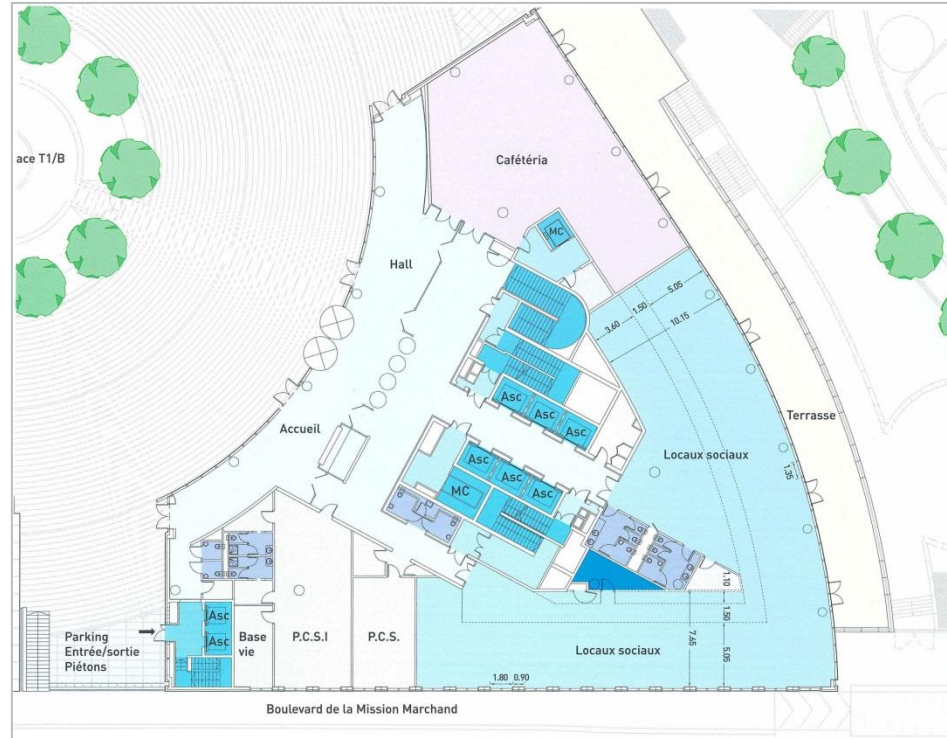 ace T1/B
Cafétéria
MC
Hall
5.05
1.50
3.60
10.15
Asc
Asc
Asc
Terrasse
Accueil
Locaux sociaux
Asc
Asc
Asc
MC
1.35
1.10
1.50
7.65
5.05
Asc
Asc
Parking
Entrée/sortie
Piétons
Base
vie
P.C.S.I
P.C.S.
Locaux sociaux
1.80 0.90
Boulevard de la Mission Marchand